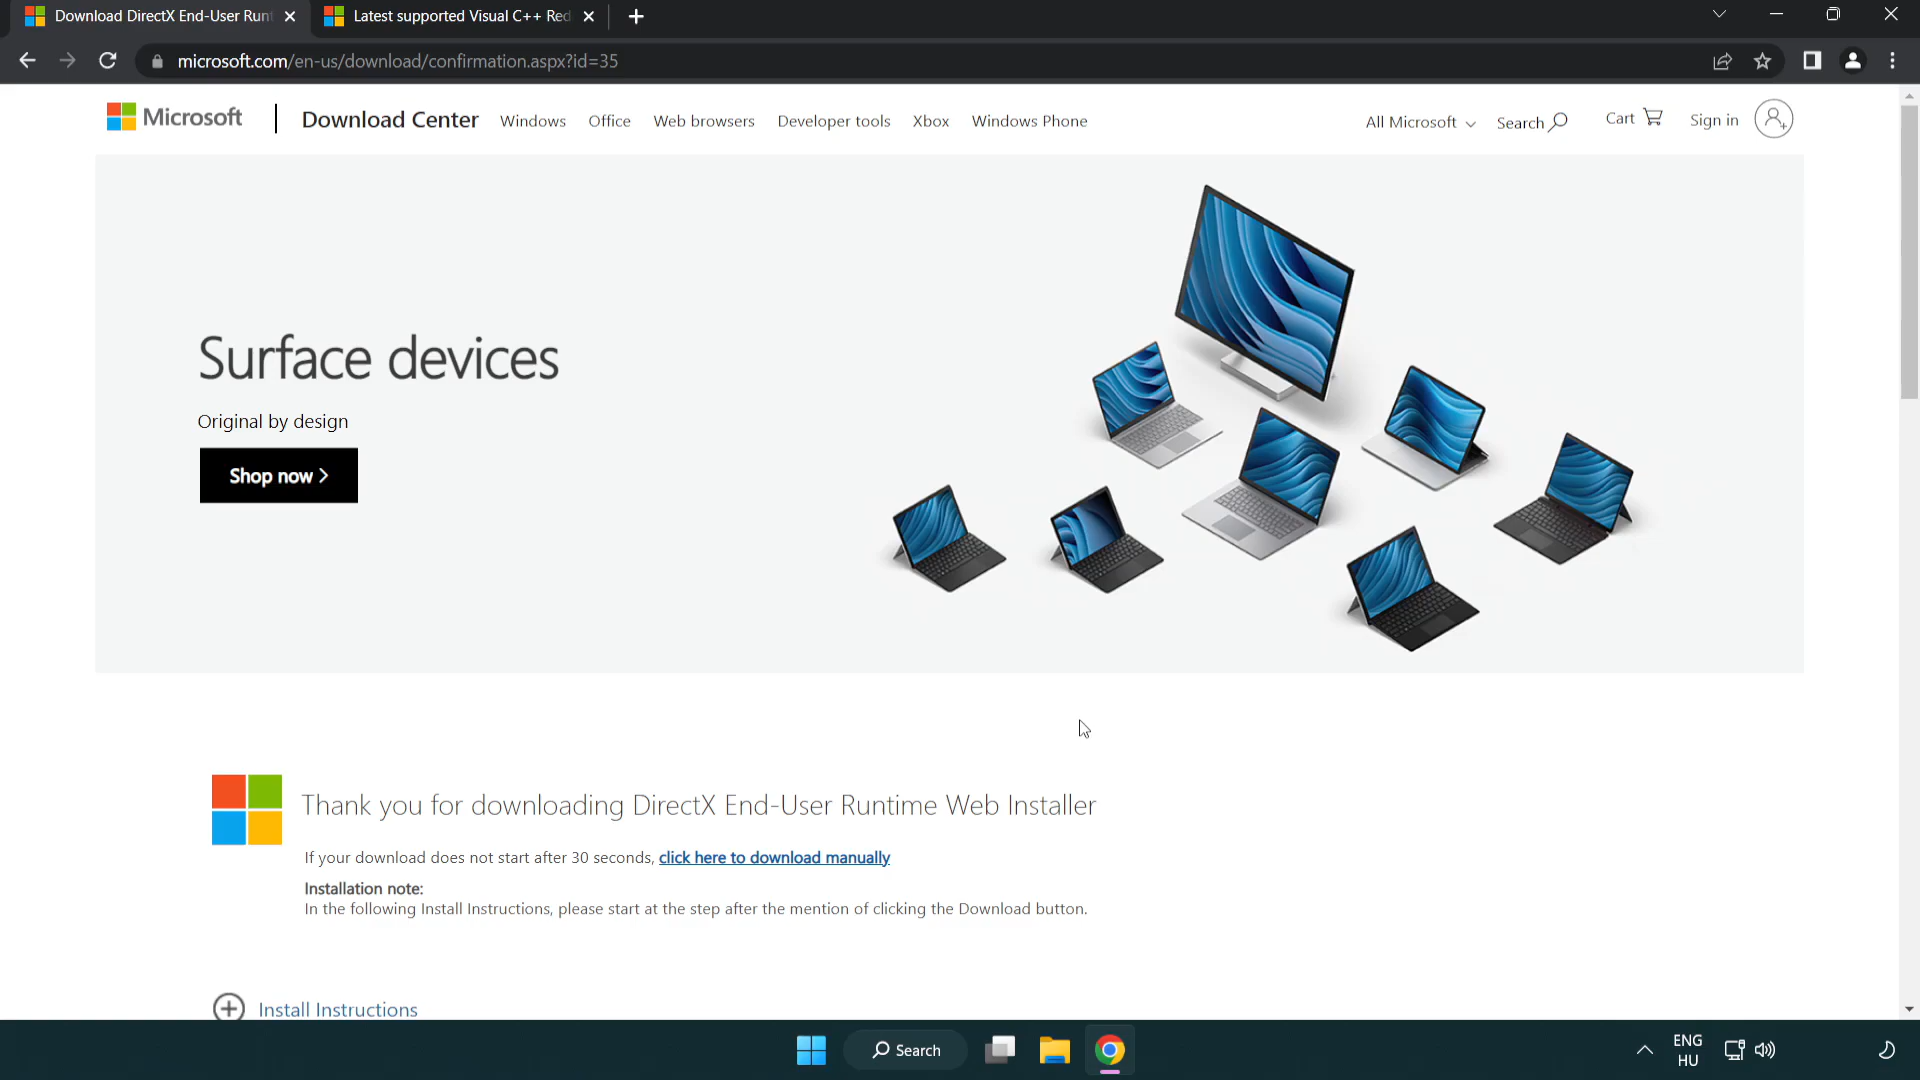 Download DirectX End-User Runt
Latest supported Visual C++ Red
microsoft.com/en-us/download/confirmation.aspx?id=35
Microsoft
Download Center
Windows
Office
Web browsers
Developer tools
Xbox
Windows Phone
All Microsoft
Search
Cart
Sign in
Surface devices
Original by design
Shop now
Thank you for downloading DirectX End-User Runtime Web Installer
If your download does not start after 30 seconds, click here to download manually
Installation note:
In the following Install Instructions, please start at the step after the mention of clicking the Download button.
Install Instructions
Search
ENG
HU